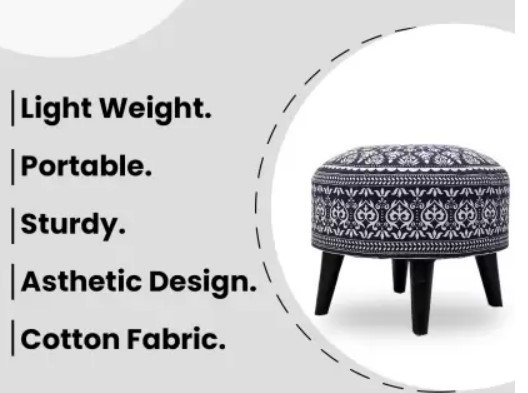 Light Weight.
Portable.
Sturdy.
Asthetic Design.
Cotton Fabric.